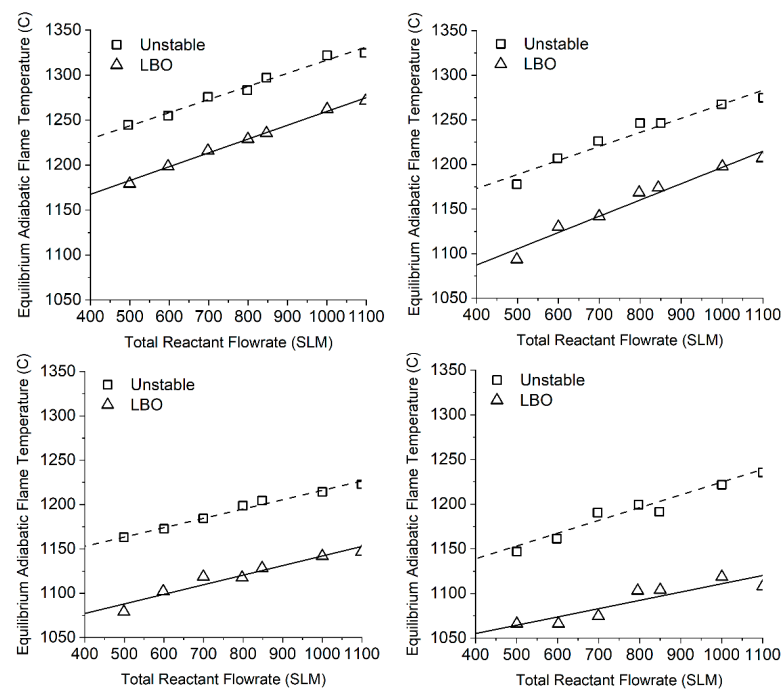 Equilibrium Adiabatic Flame Temperature (C)
1350
1300
1250
1200
1150
1100
1050
Unstable
LBO
400 500 600 700 800 900 1000 1100
Total Reactant Flowrate (SLM)
Equilibrium Adiabatic Flame Temperature (C)
1350
1300
1250
1200
1150
1100
1050
Unstable
LBO
400 500 600 700 800 900 1000 1100
Total Reactant Flowrate (SLM)
Equilibrium Adiabatic Flame Temperature (C)
1350
1300
1250
1200
1150
1100
1050
Unstable
LBO
400 500 600 700 800 900 1000 1100
Total Reactant Flowrate (SLM)
Equilibrium Adiabatic Flame Temperature (C)
1350
1300
1250
1200
1150
1100
1050
Unstable
LBO
400 500 600 700 800 900 1000 1100
Total Reactant Flowrate (SLM)